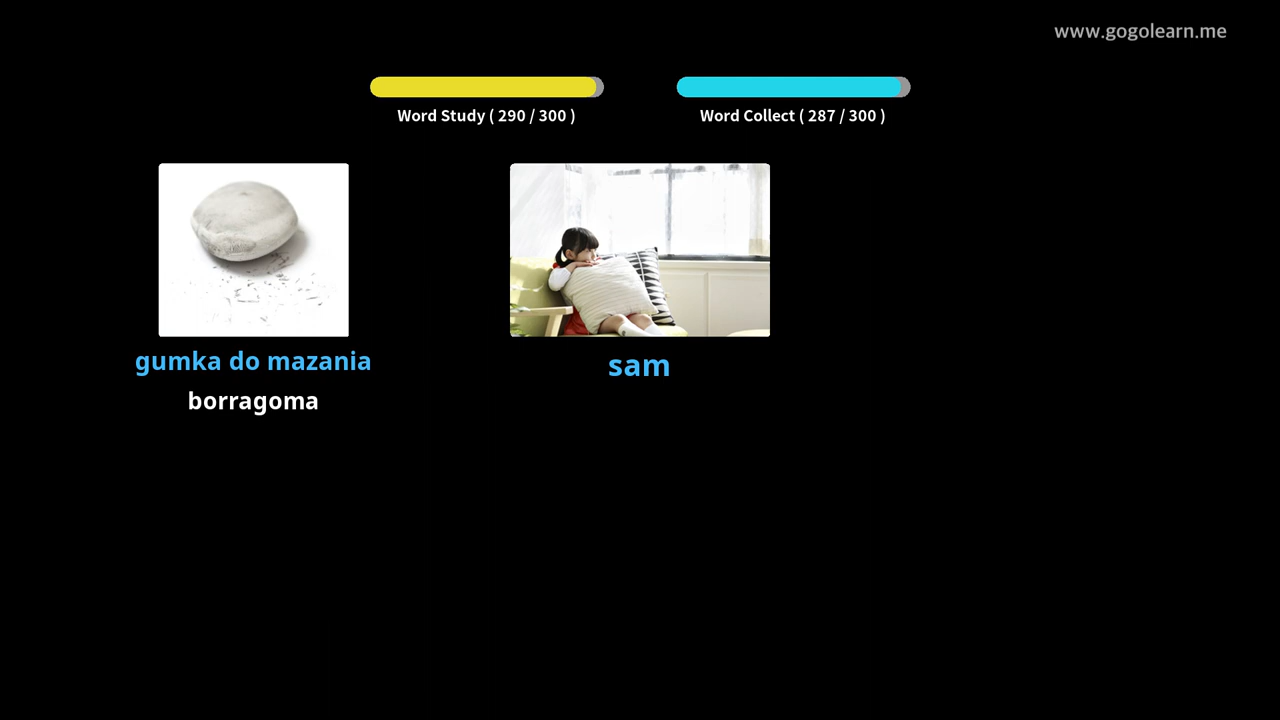 www.gogolearn.me
Word Study ( 290 / 300 )
Word Collect ( 287 / 300 )
gumka do mazania
borragoma
sam